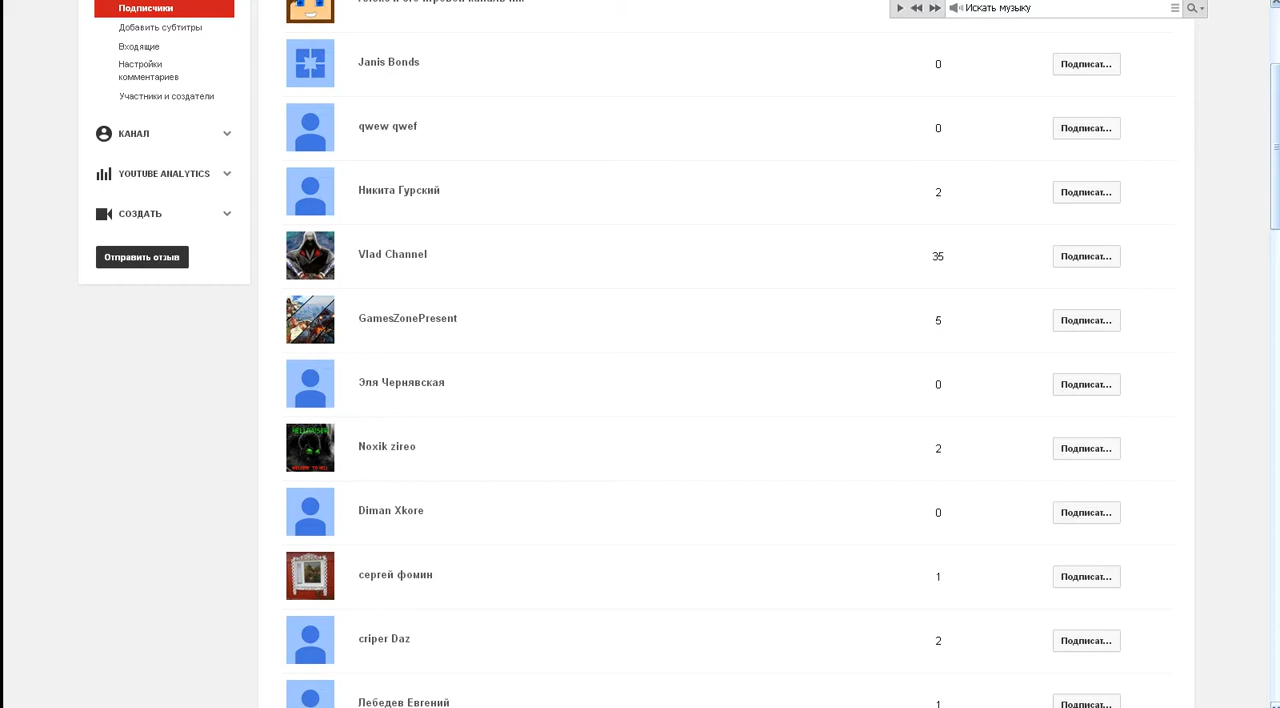 Подписчики
Добавить субтитры
Входящие
Настройки
комментариев
Участники и создатели
КАНАЛ
YOUTUBE ANALYTICS
СОЗДАТЬ
Отправить отзыв
Искать музыку
Janis Bonds 0 Подписат...
qwew qwef 0 Подписат...
Никита Гурский 2 Подписат...
Vlad Channel 35 Подписат...
GamesZonePresent 5 Подписат...
Эля Чернявская 0 Подписат...
Noxik zireo 2 Подписат...
Diman Xkore 0 Подписат...
сергей фомин 1 Подписат...
criper Daz 2 Подписат...
Лебедев Евгений 1 Подписат...